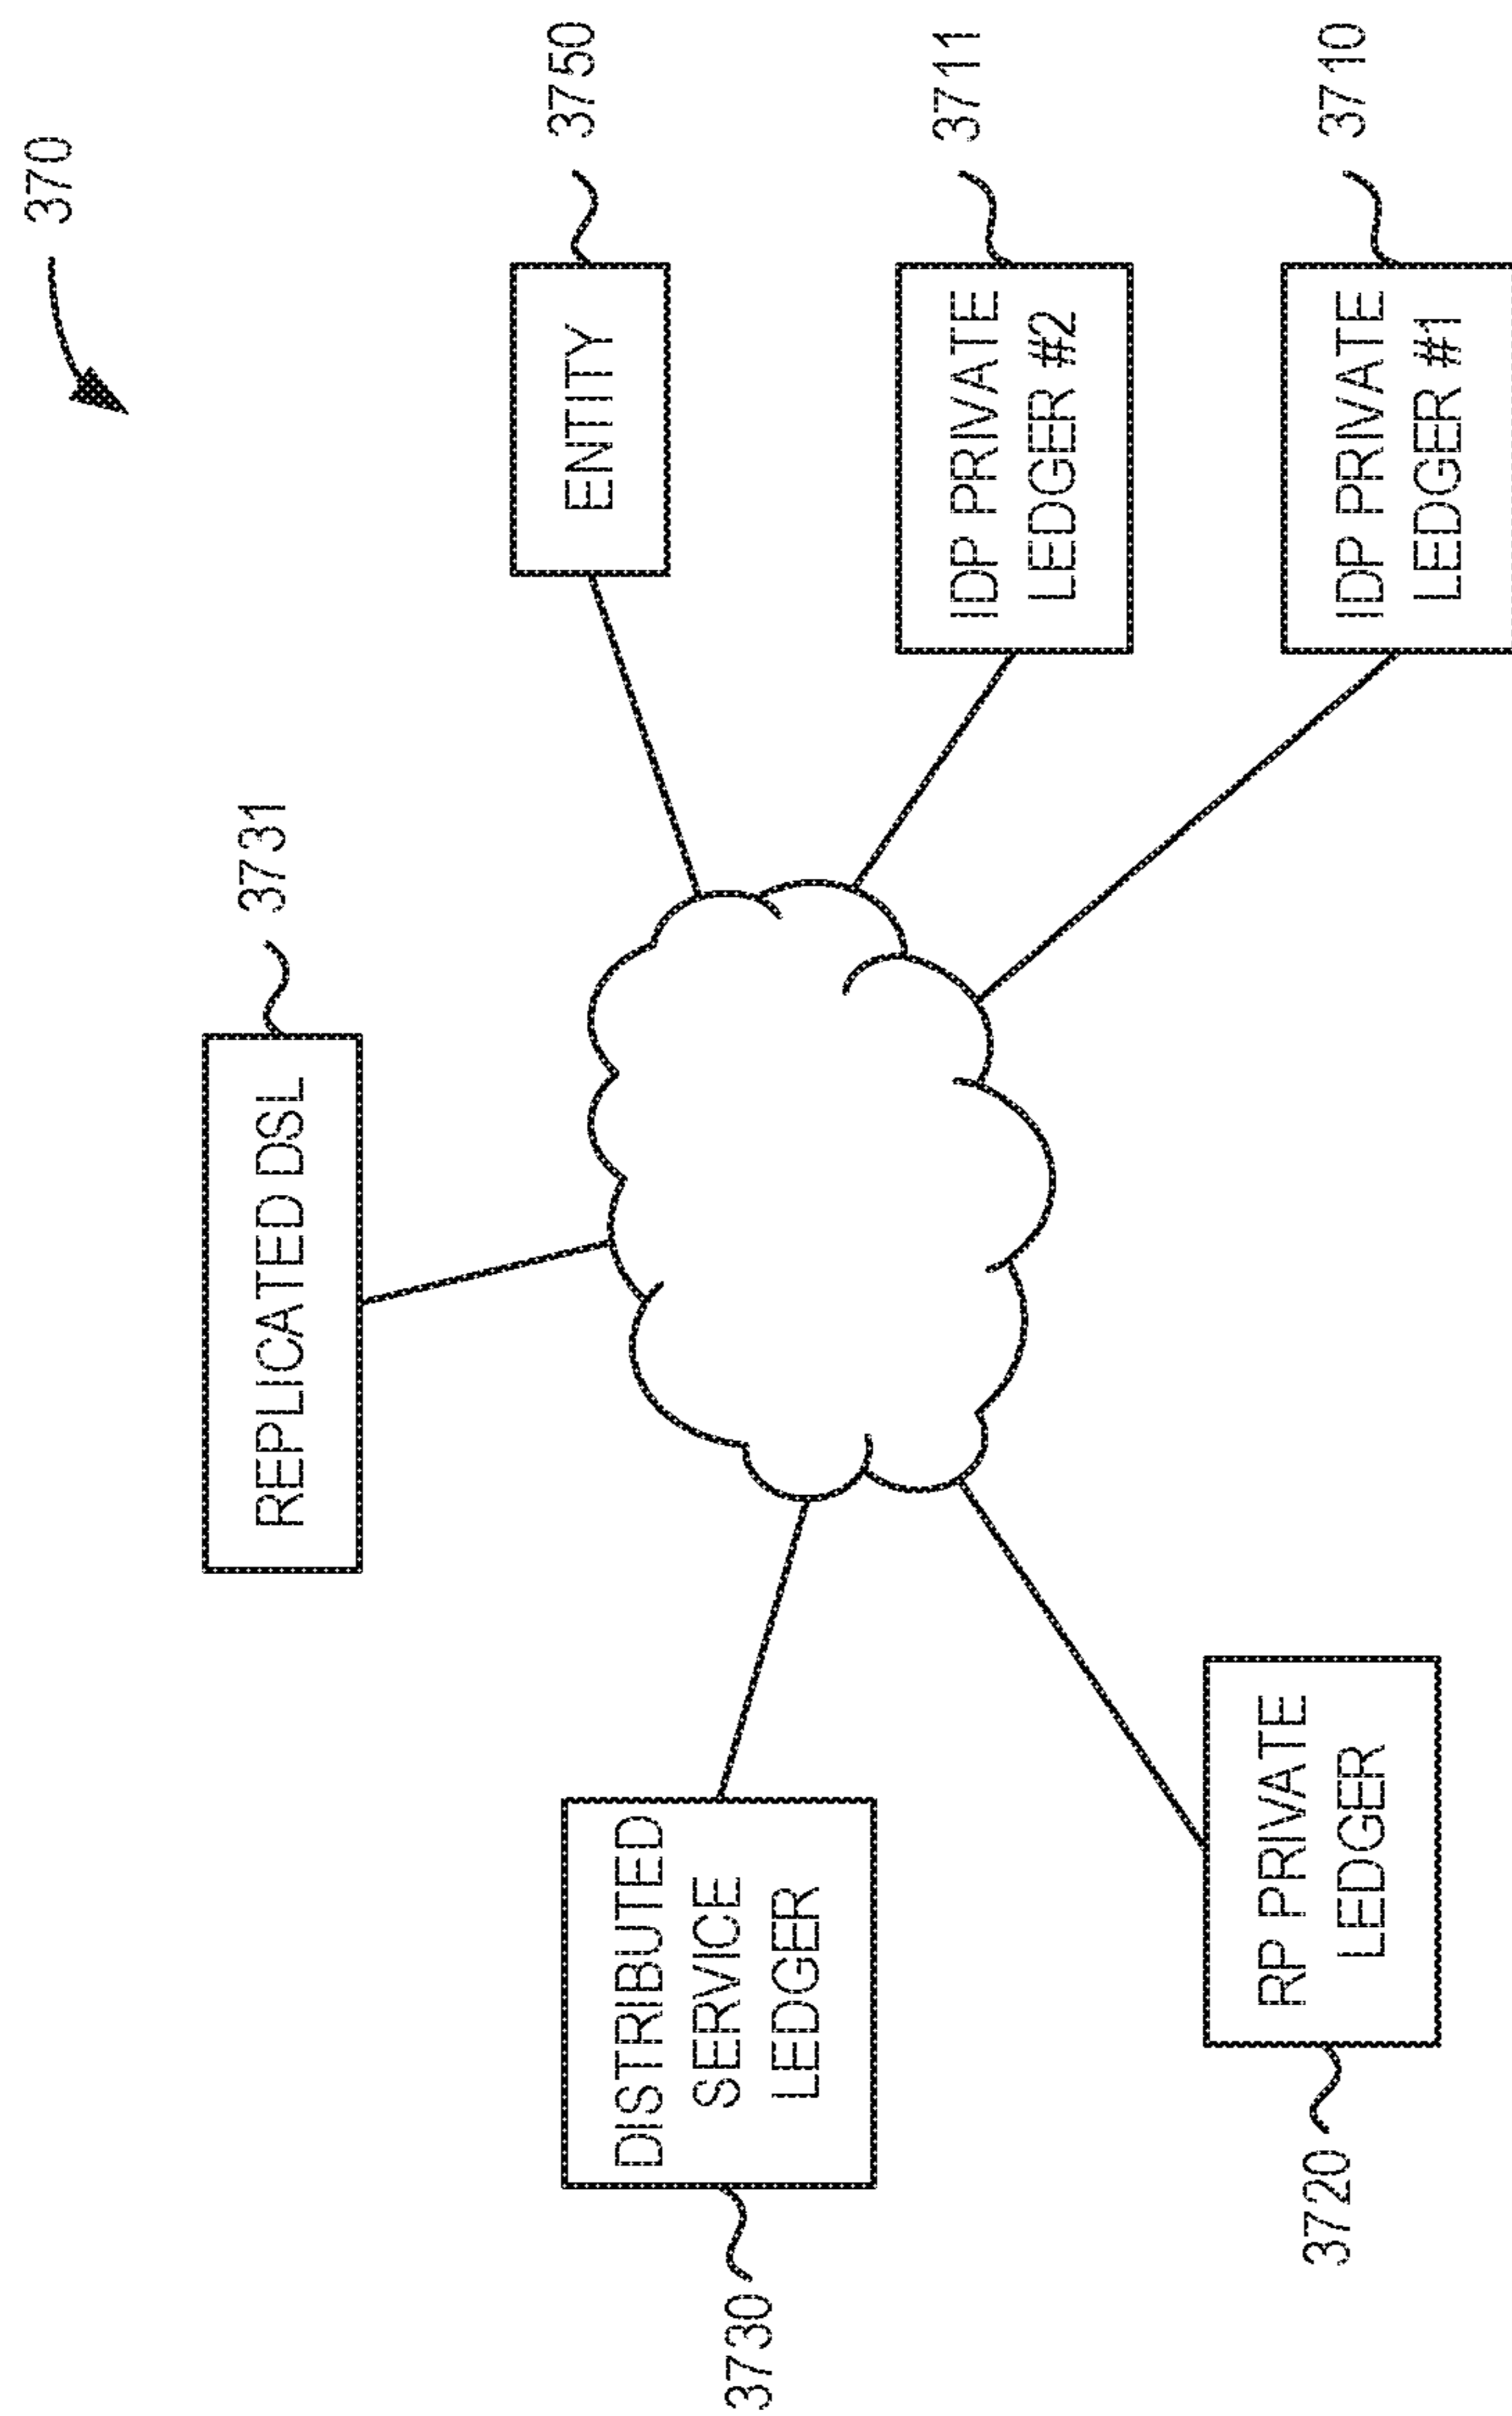 370
REPLICATED DSL
3731
DISTRIBUTED
SERVICE
LEDGER
3730
ENTITY
3750
IDP PRIVATE
LEDGER #2
3711
RP PRIVATE
LEDGER
3720
IDP PRIVATE
LEDGER #1
3710